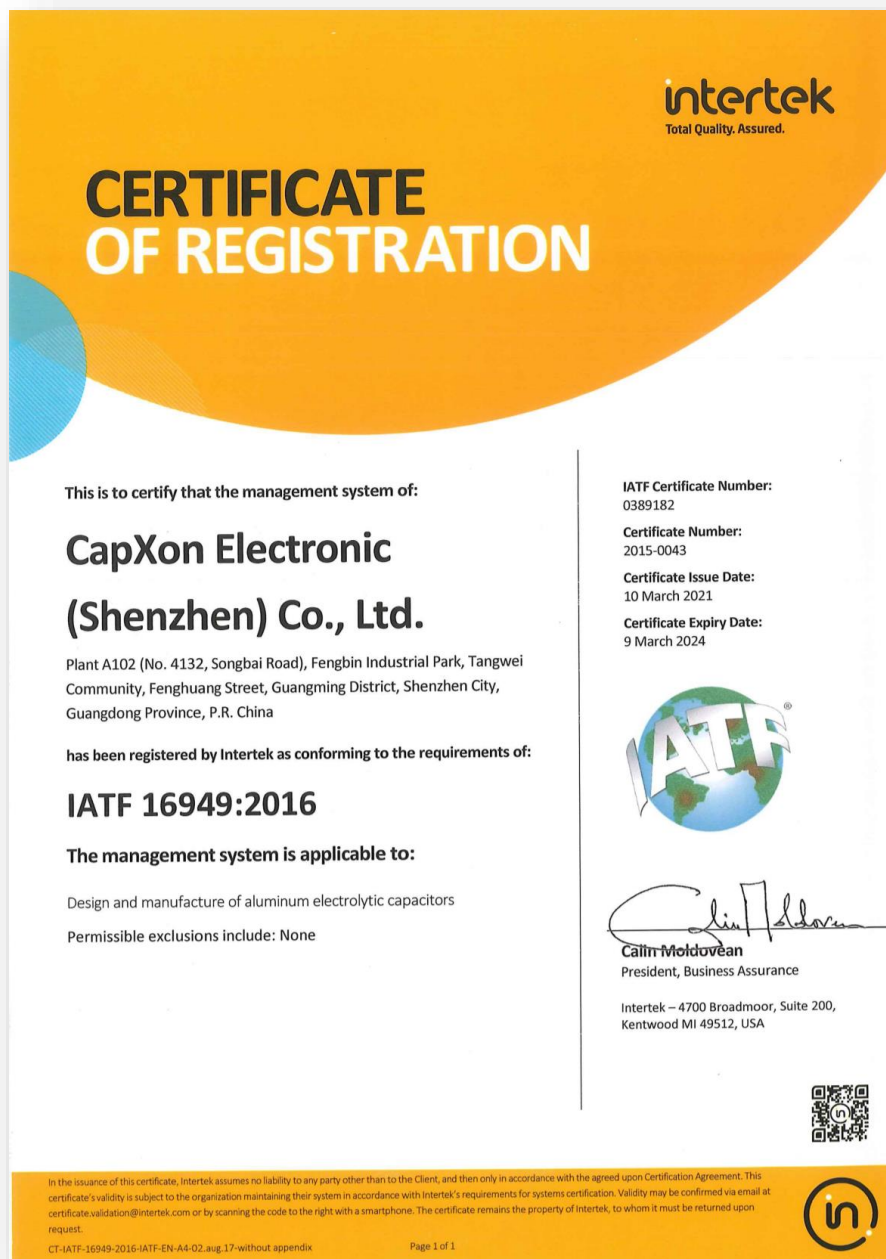 intertek
Total Quality. Assured.
CERTIFICATE
OF REGISTRATION
This is to certify that the management system of:
CapXon Electronic
(Shenzhen) Co., Ltd.
Plant A102 (No. 4132, Songbai Road), Fengbin Industrial Park, Tangwei
Community, Fenghuang Street, Guangming District, Shenzhen City,
Guangdong Province, P.R. China
has been registered by Intertek as conforming to the requirements of:
IATF 16949:2016
The management system is applicable to:
Design and manufacture of aluminum electrolytic capacitors
Permissible exclusions include: None
IATF Certificate Number:
0389182
Certificate Number:
2015-0043
Certificate Issue Date:
10 March 2021
Certificate Expiry Date:
9 March 2024
IATF®
Calin Moldovean
Calin Moldovean
President, Business Assurance
Intertek – 4700 Broadmoor, Suite 200,
Kentwood MI 49512, USA
in
In the issuance of this certificate, Intertek assumes no liability to any party other than to the Client, and then only in accordance with the agreed upon Certification Agreement. This
certificate's validity is subject to the organization maintaining their system in accordance with Intertek's requirements for systems certification. Validity may be confirmed via email at
certificate.validation@intertek.com or by scanning the code to the right with a smartphone. The certificate remains the property of Intertek, to whom it must be returned upon
request.
in
CT-IATF-16949-2016-IATF-EN-A4-02.aug.17-without appendix
Page 1 of 1